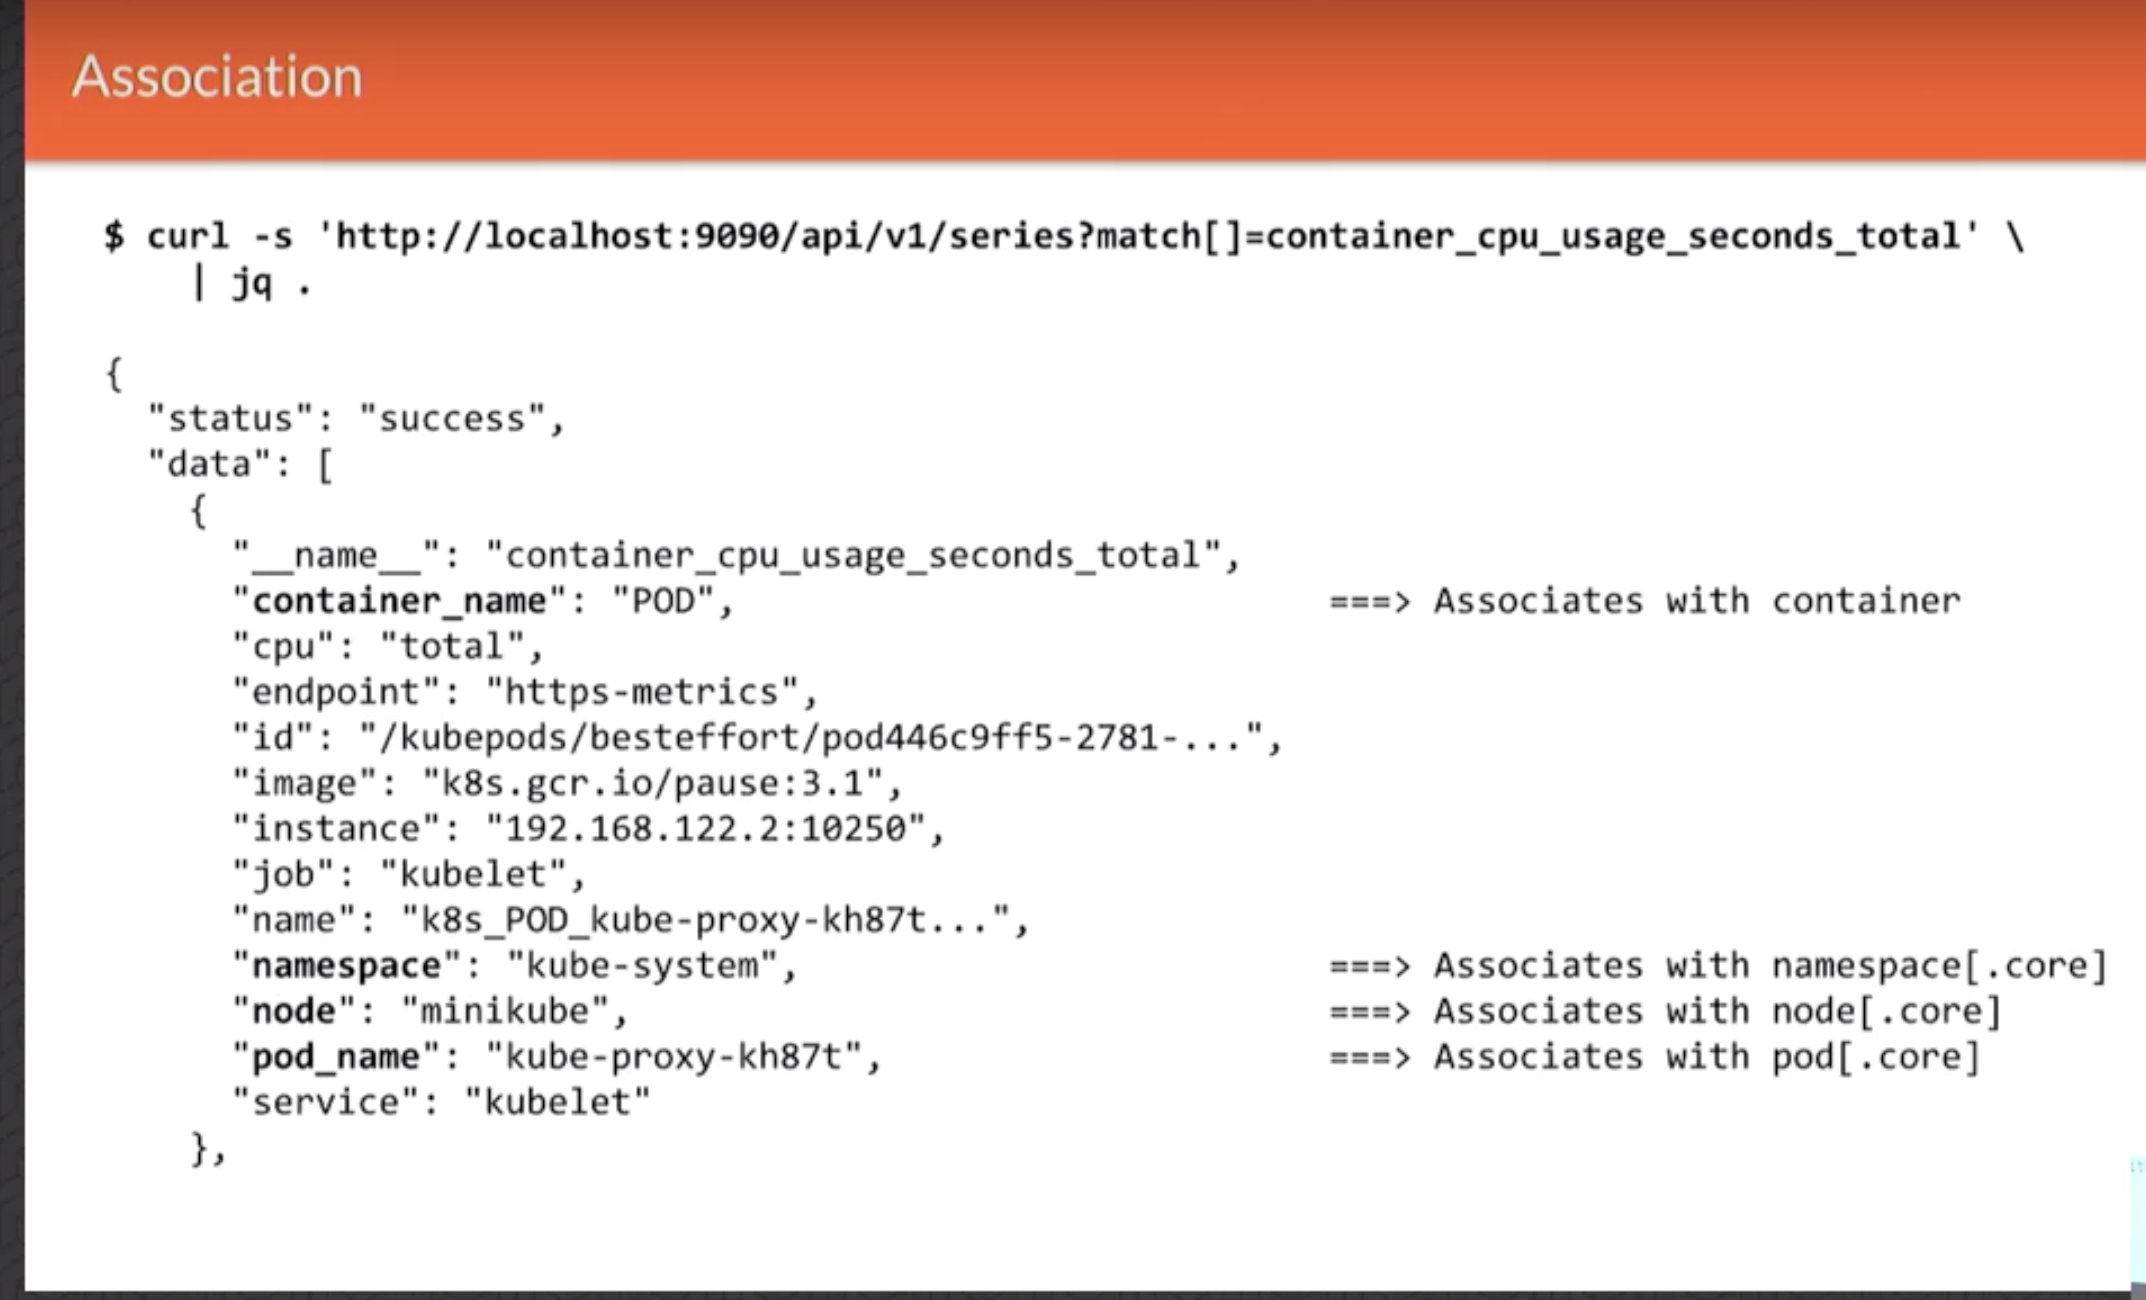 Association
$ curl -s 'http://localhost:9090/api/v1/series?match[]=container_cpu_usage_seconds_total' \
| jq .
{
"status": "success",
"data": [
{
"__name__": "container_cpu_usage_seconds_total",
"container_name": "POD", ===> Associates with container
"cpu": "total",
"endpoint": "https-metrics",
"id": "/kubepods/besteffort/pod446c9ff5-2781-...",
"image": "k8s.gcr.io/pause:3.1",
"instance": "192.168.122.2:10250",
"job": "kubelet",
"name": "k8s_POD_kube-proxy-kh87t...",
"namespace": "kube-system", ===> Associates with namespace[.core]
"node": "minikube", ===> Associates with node[.core]
"pod_name": "kube-proxy-kh87t", ===> Associates with pod[.core]
"service": "kubelet"
},